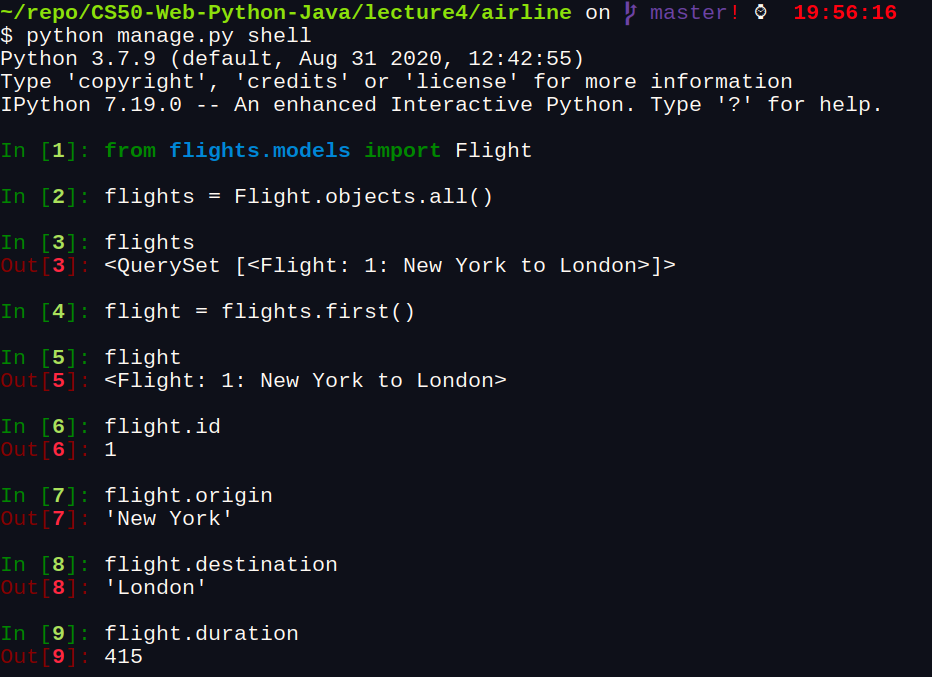 ~/repo/CS50-Web-Python-Java/lecture4/airline on master! 19:56:16
$ python manage.py shell
Python 3.7.9 (default, Aug 31 2020, 12:42:55)
Type 'copyright', 'credits' or 'license' for more information
IPython 7.19.0 -- An enhanced Interactive Python. Type '?' for help.
In [1]: from flights.models import Flight
In [2]: flights = Flight.objects.all()
In [3]: flights
Out[3]: <QuerySet [<Flight: 1: New York to London>]>
In [4]: flight = flights.first()
In [5]: flight
Out[5]: <Flight: 1: New York to London>
In [6]: flight.id
Out[6]: 1
In [7]: flight.origin
Out[7]: 'New York'
In [8]: flight.destination
Out[8]: 'London'
In [9]: flight.duration
Out[9]: 415